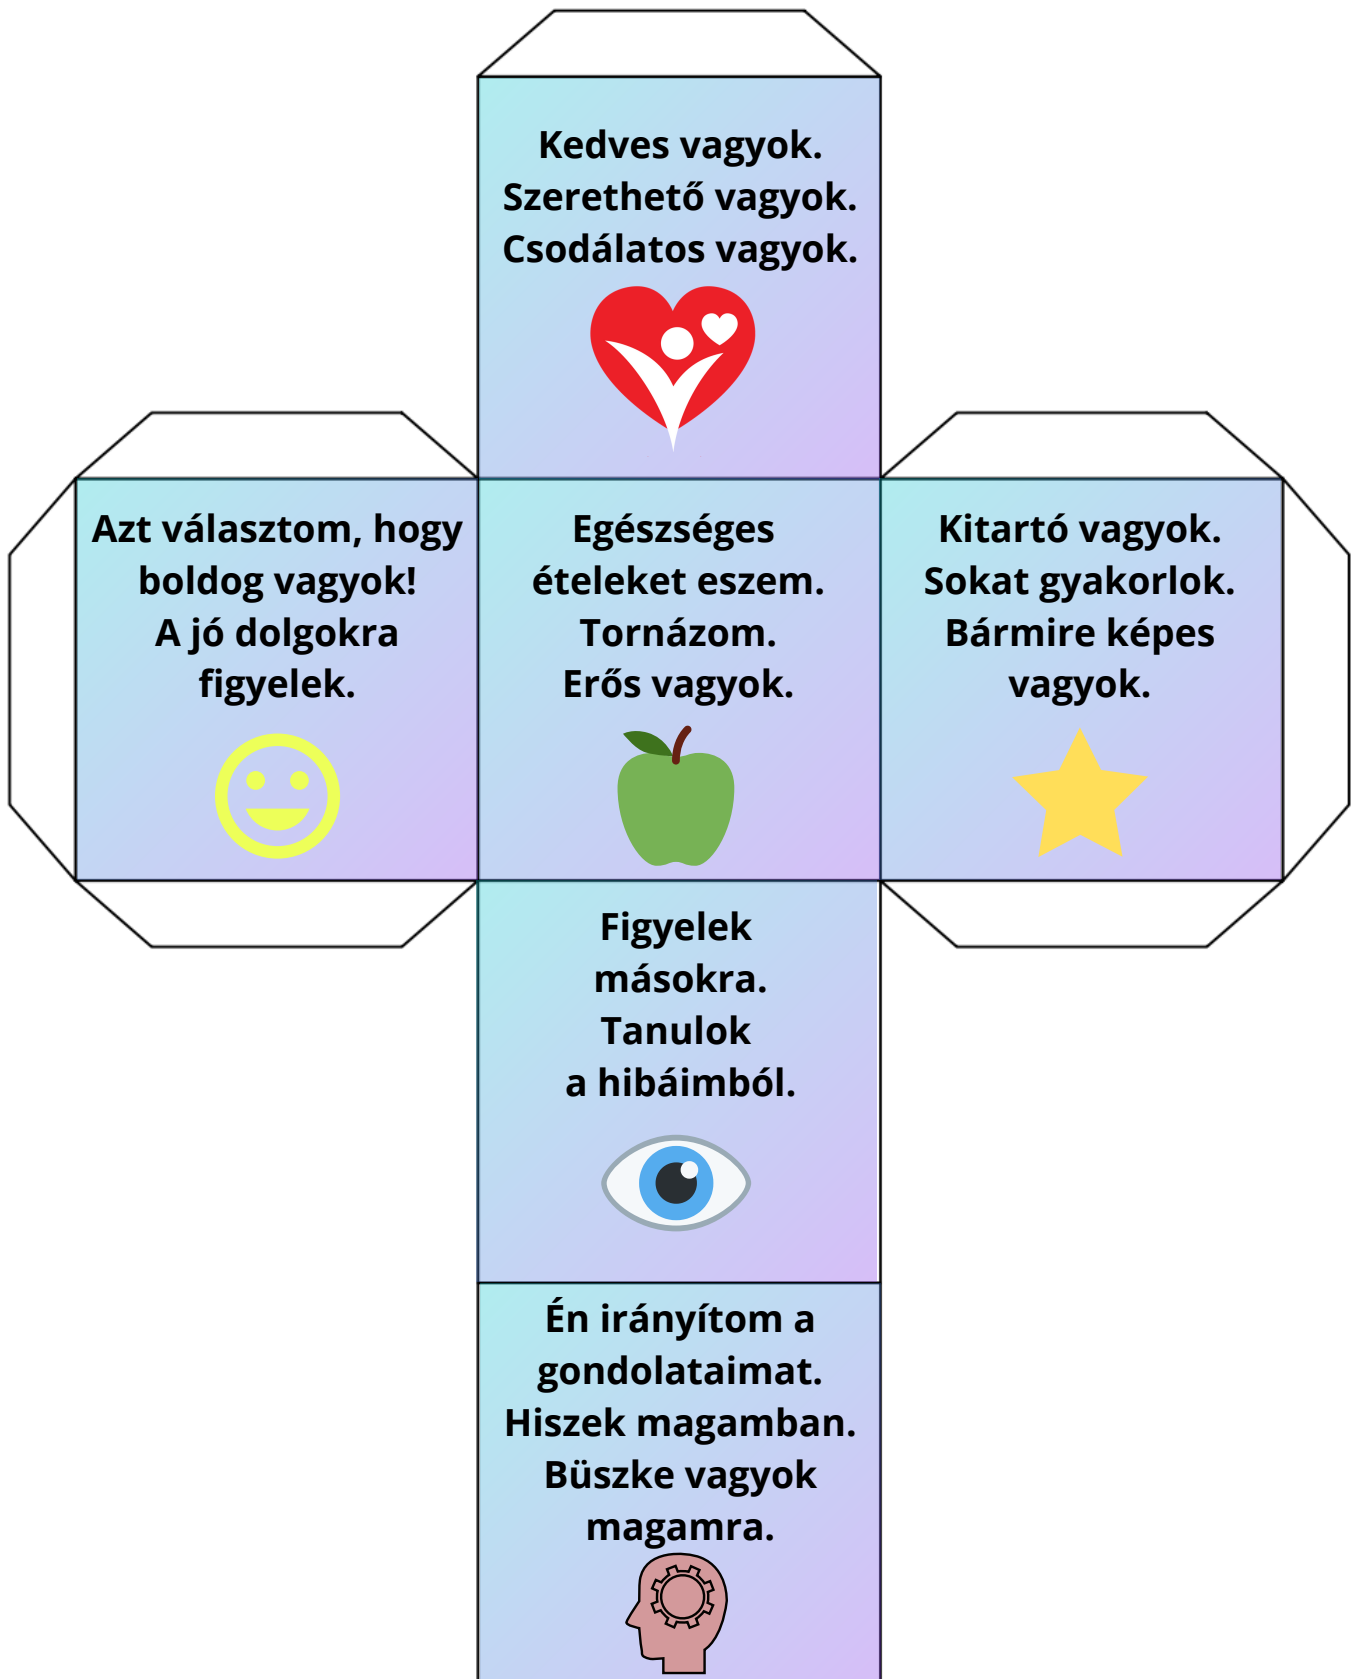 Kedves vagyok.
Szerethető vagyok.
Csodálatos vagyok.
Azt választom, hogy
boldog vagyok!
A jó dolgokra
figyelek.
Egészséges
ételeket eszem.
Tornázom.
Erős vagyok.
Kitartó vagyok.
Sokat gyakorlok.
Bármire képes
vagyok.
Figyelek
másokra.
Tanulok
a hibáimból.
Én irányítom a
gondolataimat.
Hiszek magamban.
Büszke vagyok
magamra.